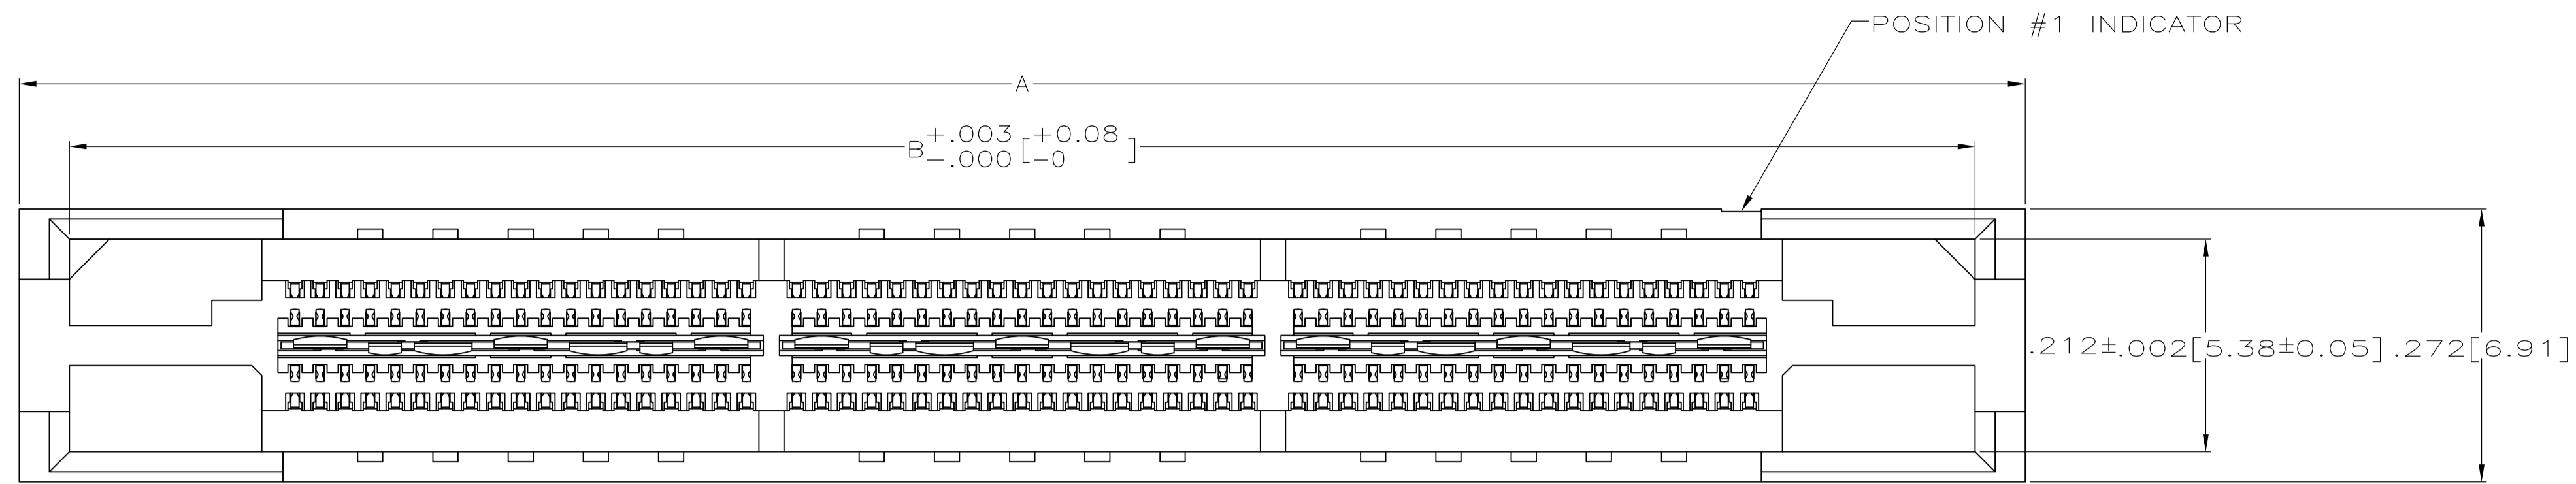 POSITION #1 INDICATOR
A
B +.003 [+0.08]
-.000 [-0]
.212±.002[5.38±0.05]
.272[6.91]